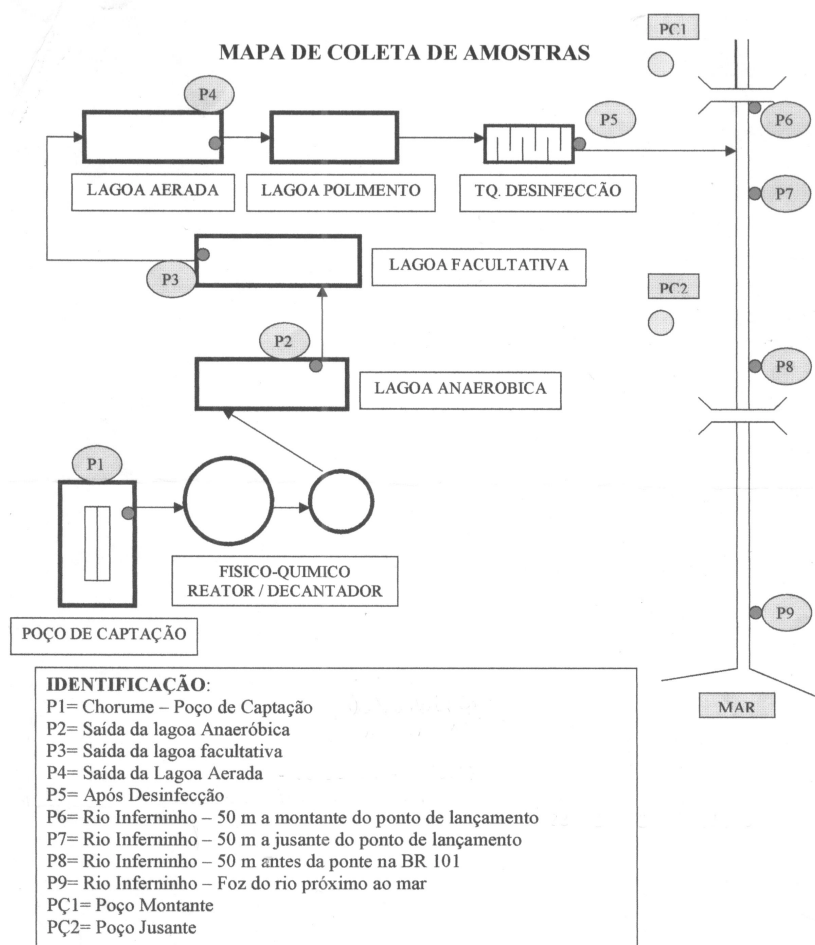 PÇ1
MAPA DE COLETA DE AMOSTRAS
P4
P5
P6
LAGOA AERADA
LAGOA POLIMENTO
TQ. DESINFECCÃO
P7
LAGOA FACULTATIVA
P3
PÇ2
P2
P8
LAGOA ANAEROBICA
P1
FISICO-QUIMICO
REATOR / DECANTADOR
P9
POÇO DE CAPTAÇÃO
MAR
IDENTIFICAÇÃO:
P1= Chorume – Poço de Captação
P2= Saída da lagoa Anaeróbica
P3= Saída da lagoa facultativa
P4= Saída da Lagoa Aerada
P5= Após Desinfecção
P6= Rio Inferninho – 50 m a montante do ponto de lançamento
P7= Rio Inferninho – 50 m a jusante do ponto de lançamento
P8= Rio Inferninho – 50 m antes da ponte na BR 101
P9= Rio Inferninho – Foz do rio próximo ao mar
PÇ1= Poço Montante
PÇ2= Poço Jusante